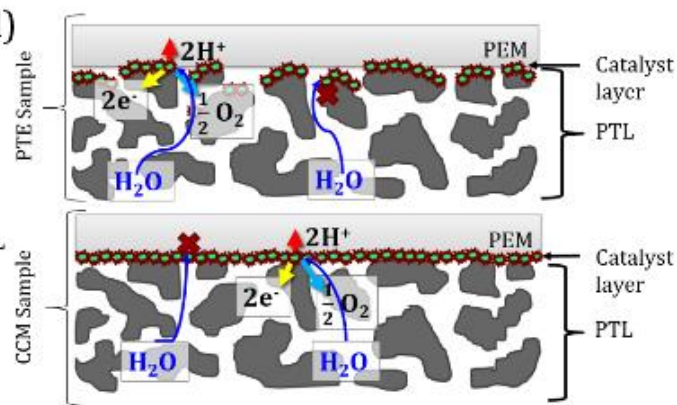 )
PTE Sample
2H⁺
PEM
Catalyst
layer
2e⁻
1/2 O₂
PTL
H₂O
H₂O
CCM Sample
2H⁺
PEM
Catalyst
layer
2e⁻
1/2 O₂
PTL
H₂O
H₂O